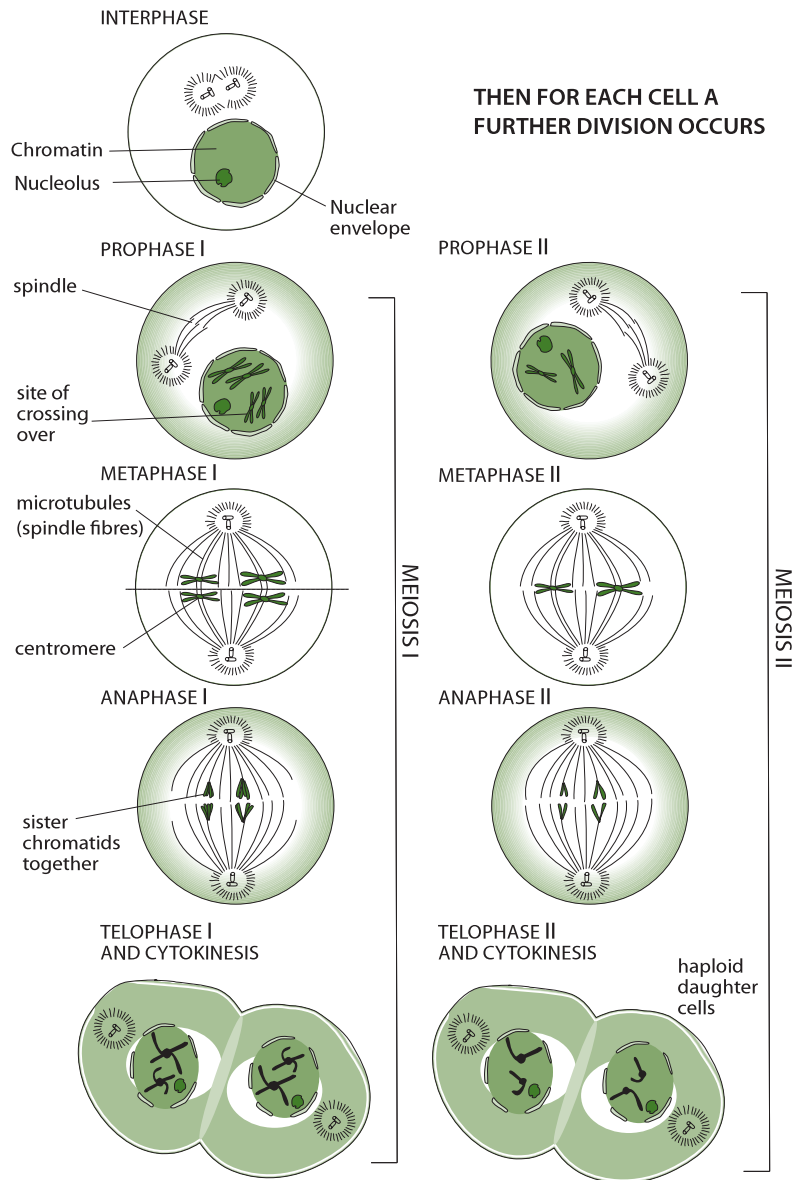 INTERPHASE
THEN FOR EACH CELL A
FURTHER DIVISION OCCURS
Chromatin
Nucleolus
Nuclear
envelope
PROPHASE I
spindle
site of
crossing
over
METAPHASE I
microtubules
(spindle fibres)
centromere
ANAPHASE I
sister
chromatids
together
TELOPHASE I
AND CYTOKINESIS
MEIOSIS I
PROPHASE II
METAPHASE II
ANAPHASE II
TELOPHASE II
AND CYTOKINESIS
haploid
daughter
cells
MEIOSIS II